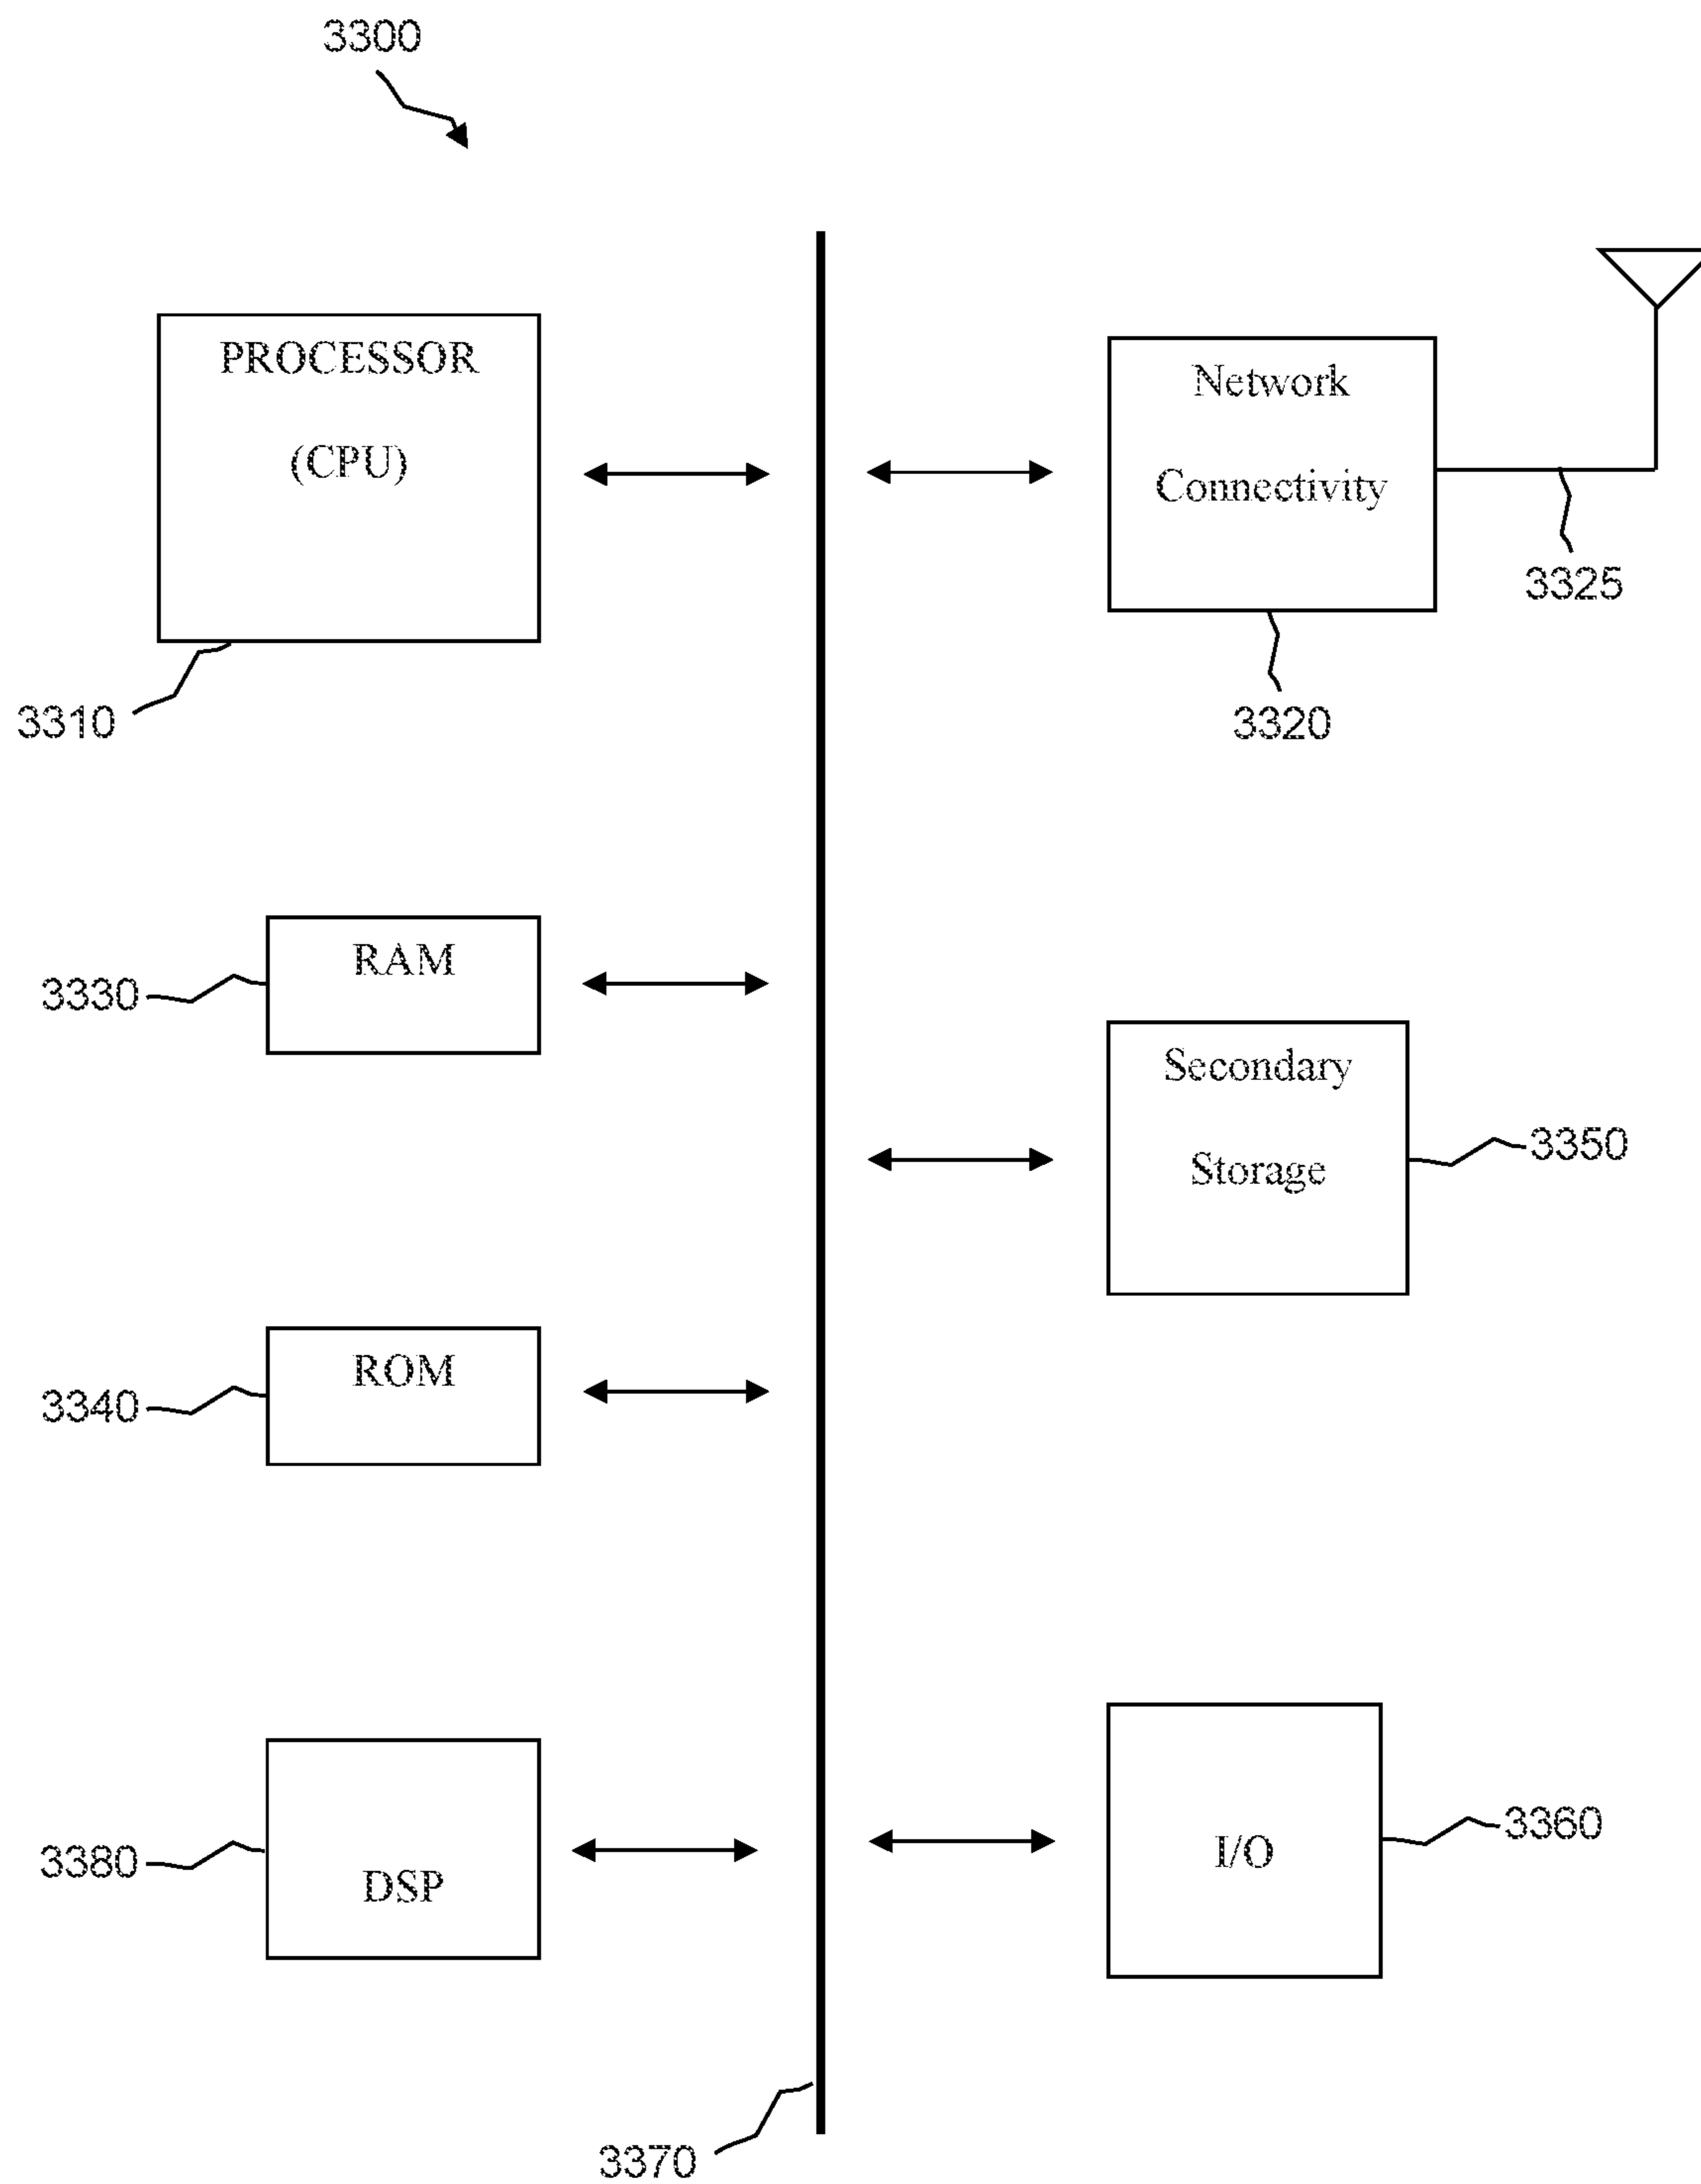 3300
PROCESSOR
(CPU)
3310
Network
Connectivity
3325
3320
RAM
3330
Secondary
Storage
3350
ROM
3340
DSP
3380
I/O
3360
3370